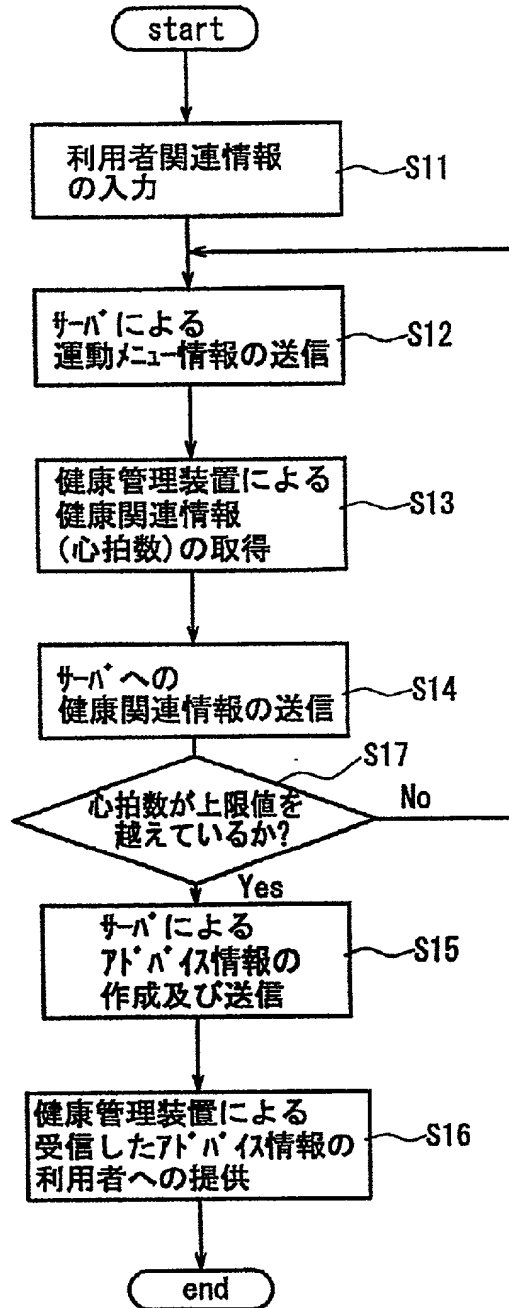 start
利用者関連情報
の入力
S11
サーバによる
運動メニュー情報の送信
S12
健康管理装置による
健康関連情報
(心拍数)の取得
S13
サーバへの
健康関連情報の送信
S14
S17
心拍数が上限値を
越えているか?
No
Yes
サーバによる
アドバイス情報の
作成及び送信
S15
健康管理装置による
受信したアドバイス情報の
利用者への提供
S16
end